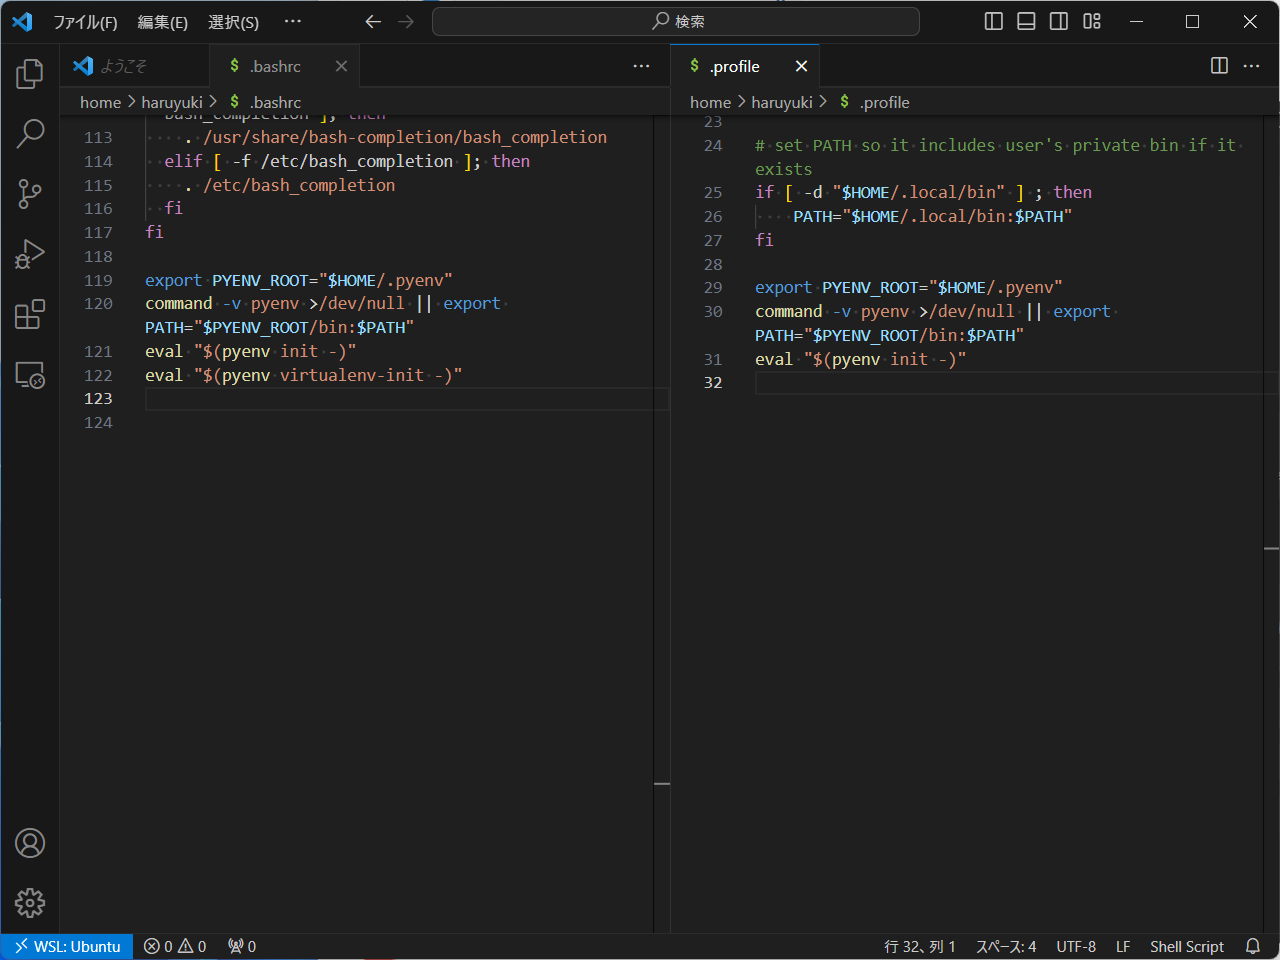 ファイル(F) 編集(E) 選択(S) ··· 検索
ようこそ
$ .bashrc
home > haruyuki > $ .bashrc
bash_completion ]; then
113 . /usr/share/bash-completion/bash_completion
114 elif [ -f /etc/bash_completion ]; then
115 . /etc/bash_completion
116 fi
117 fi
118
119 export PYENV_ROOT="$HOME/.pyenv"
120 command -v pyenv >/dev/null || export
PATH="$PYENV_ROOT/bin:$PATH"
121 eval "$(pyenv init -)"
122 eval "$(pyenv virtualenv-init -)"
123
124
$ .profile
home > haruyuki > $ .profile
23
24 # set PATH so it includes user's private bin if it
exists
25 if [ -d "$HOME/.local/bin" ] ; then
26 PATH="$HOME/.local/bin:$PATH"
27 fi
28
29 export PYENV_ROOT="$HOME/.pyenv"
30 command -v pyenv >/dev/null || export
PATH="$PYENV_ROOT/bin:$PATH"
31 eval "$(pyenv init -)"
32
WSL: Ubuntu 0 0 0 行 32、列 1 スペース: 4 UTF-8 LF Shell Script